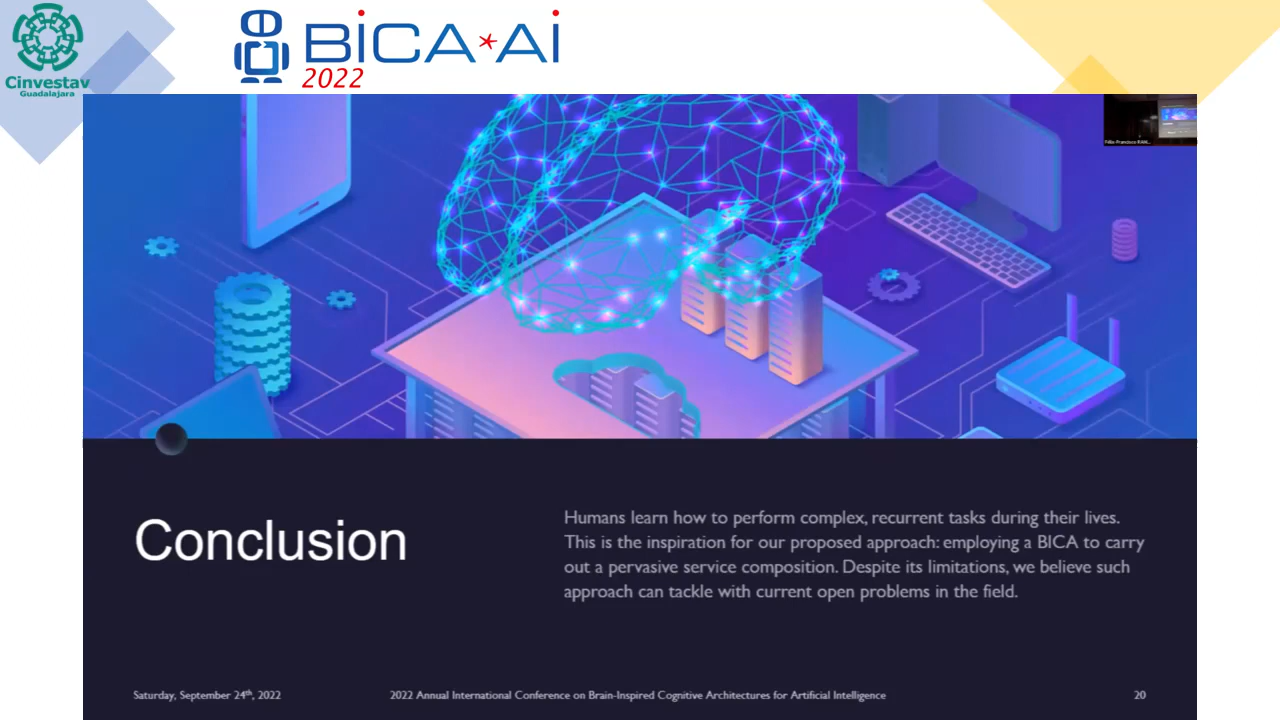 Cinvestav
Guadalajara
BiCA*Ai
2022
Conclusion
Humans learn how to perform complex, recurrent tasks during their lives.
This is the inspiration for our proposed approach: employing a BICA to carry
out a pervasive service composition. Despite its limitations, we believe such
approach can tackle with current open problems in the field.
Saturday, September 24th, 2022
2022 Annual International Conference on Brain-Inspired Cognitive Architectures for Artificial Intelligence
20